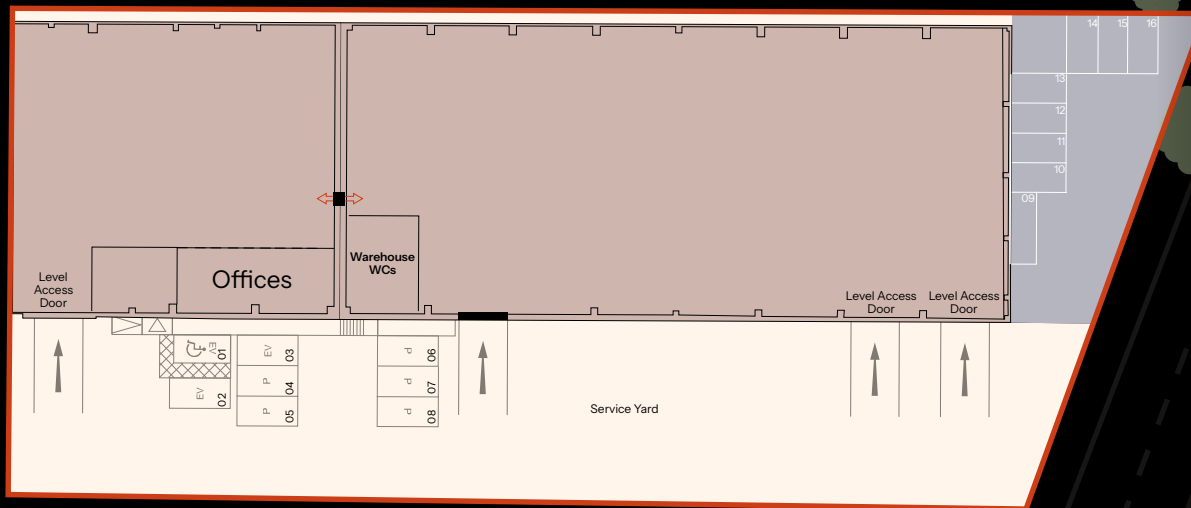 14 15 16
13
12
11
10
09
Level
Access
Door
Offices
Warehouse
WCs
Level Access
Door
Level Access
Door
EV 01
EV 02
EV 03
P 04
P 05
P 06
P 07
P 08
Service Yard